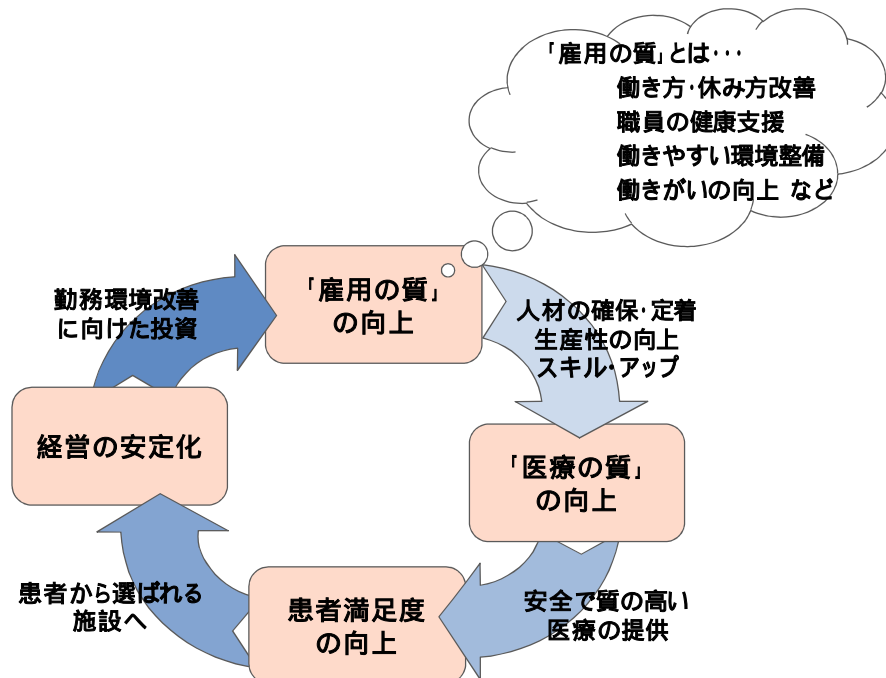 「雇用の質」とは･･･
働き方･休み方改善
職員の健康支援
働きやすい環境整備
働きがいの向上 など
「雇用の質」
の向上
人材の確保･定着
生産性の向上
スキル･アップ
「医療の質」
の向上
安全で質の高い
医療の提供
患者満足度
の向上
患者から選ばれる
施設へ
経営の安定化
勤務環境改善
に向けた投資